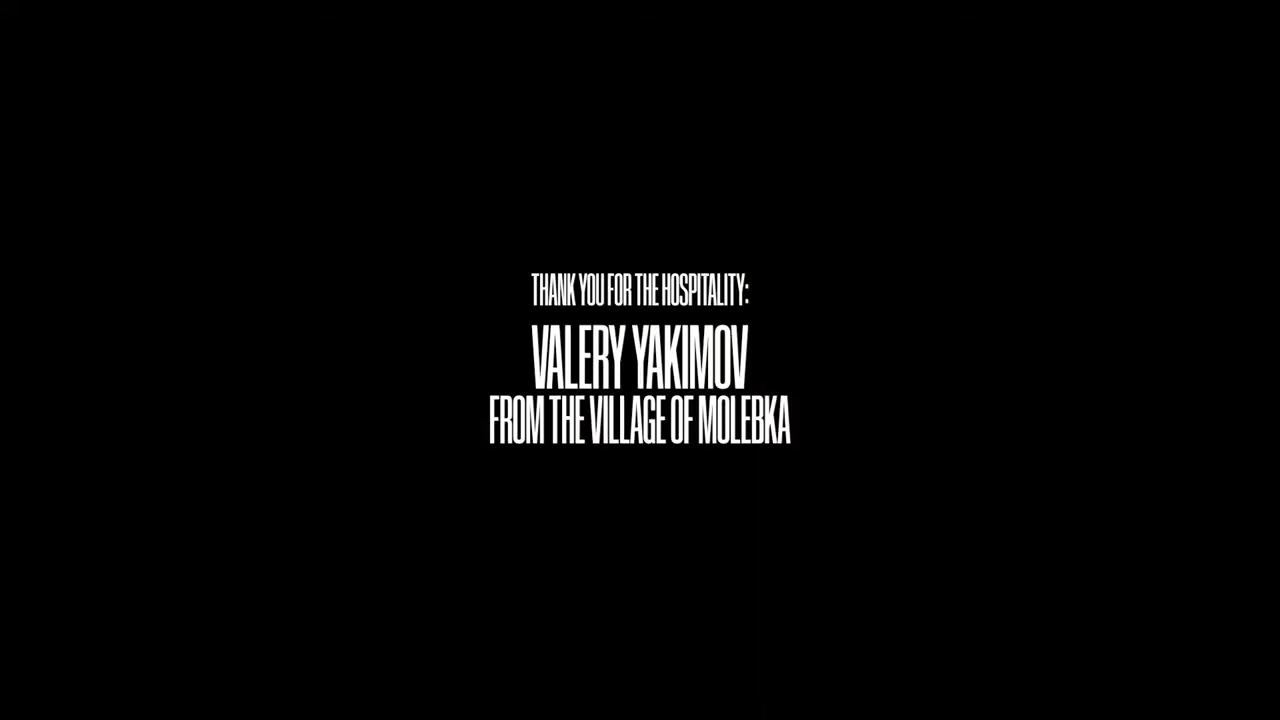 THANK YOU FOR THE HOSPITALITY:
VALERY YAKIMOV
FROM THE VILLAGE OF MOLEBKA